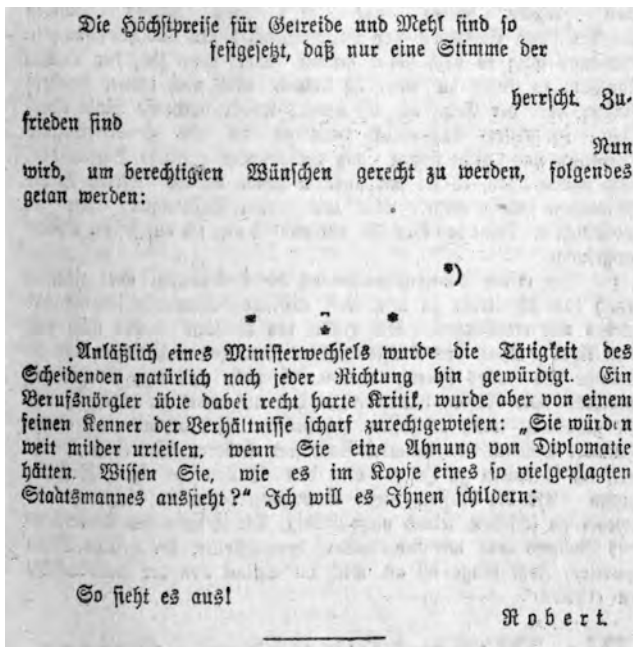 Die Höchstpreise für Getreide und Mehl sind so
festgesetzt, daß nur eine Stimme der
herrscht. Zu-
frieden sind
Nun
wird, um berechtigten Wünschen gerecht zu werden, folgendes
getan werden:
*)
* * *
Anläßlich eines Ministerwechsels wurde die Tätigkeit des
Scheidenden natürlich nach jeder Richtung hin gewürdigt. Ein
Berufsnörgler übte dabei recht harte Kritik, wurde aber von einem
feinen Kenner der Verhältnisse scharf zurechtgewiesen: „Sie würden
weit milder urteilen, wenn Sie eine Ahnung von Diplomatie
hätten. Wissen Sie, wie es im Kopfe eines so vielgeplagten
Staatsmannes aussieht?“ Ich will es Ihnen schildern:
So sieht es aus!
Robert.